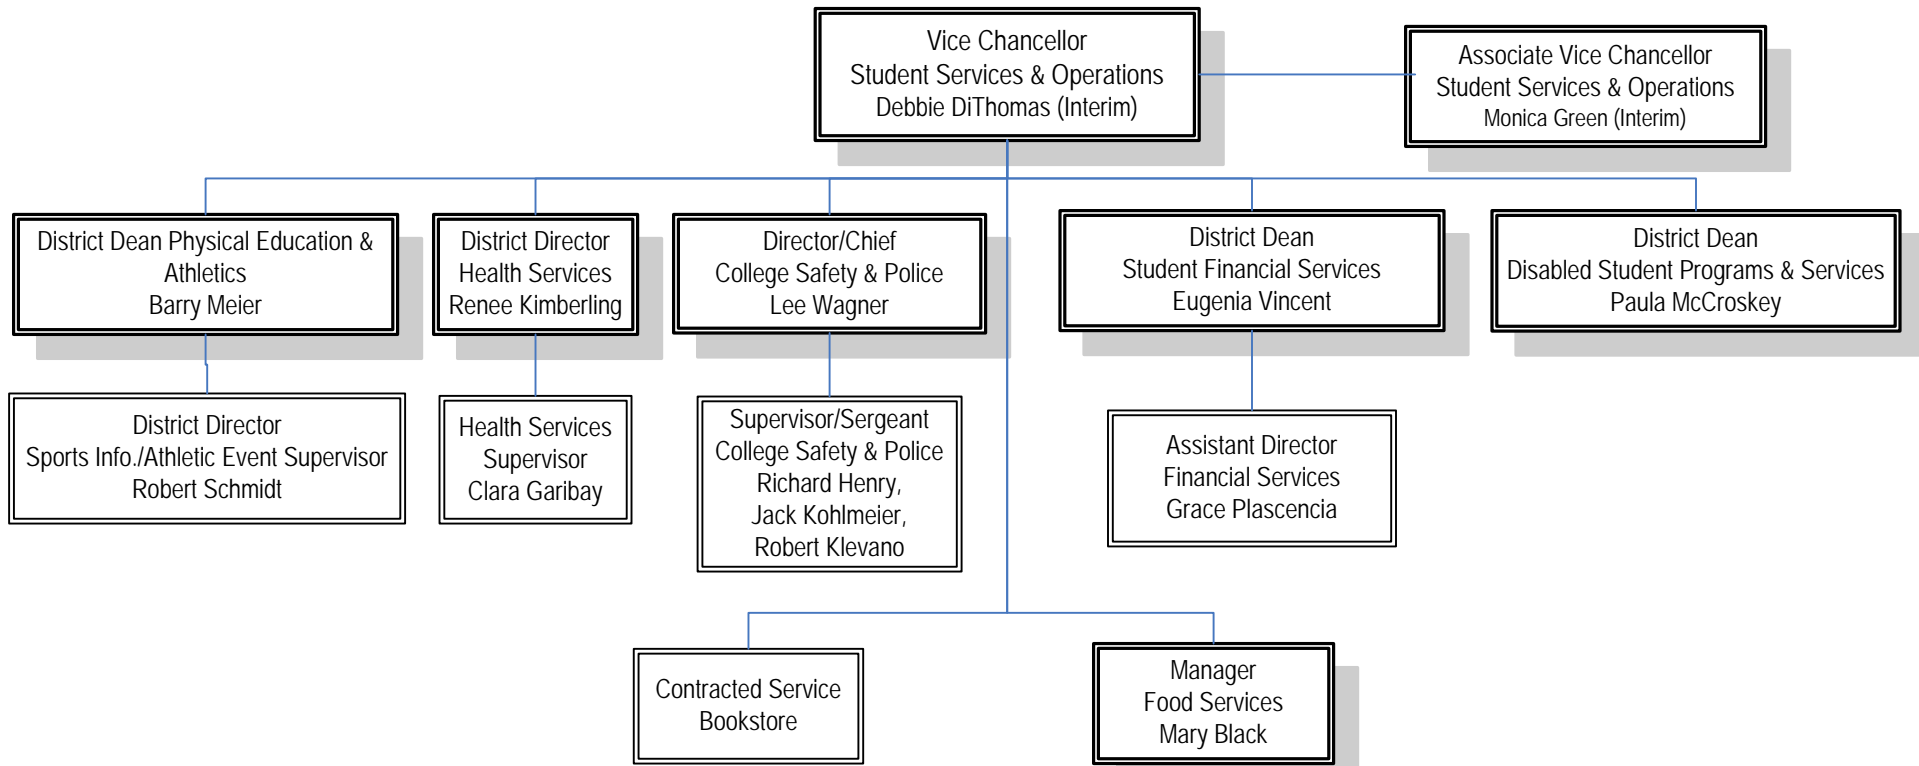 Vice Chancellor
Student Services & Operations
Debbie DiThomas (Interim)
Associate Vice Chancellor
Student Services & Operations
Monica Green (Interim)
District Dean Physical Education &
Athletics
Barry Meier
District Director
Health Services
Renee Kimberling
Director/Chief
College Safety & Police
Lee Wagner
District Dean
Student Financial Services
Eugenia Vincent
District Dean
Disabled Student Programs & Services
Paula McCroskey
District Director
Sports Info./Athletic Event Supervisor
Robert Schmidt
Health Services
Supervisor
Clara Garibay
Supervisor/Sergeant
College Safety & Police
Richard Henry,
Jack Kohlmeier,
Robert Klevano
Assistant Director
Financial Services
Grace Plascencia
Contracted Service
Bookstore
Manager
Food Services
Mary Black